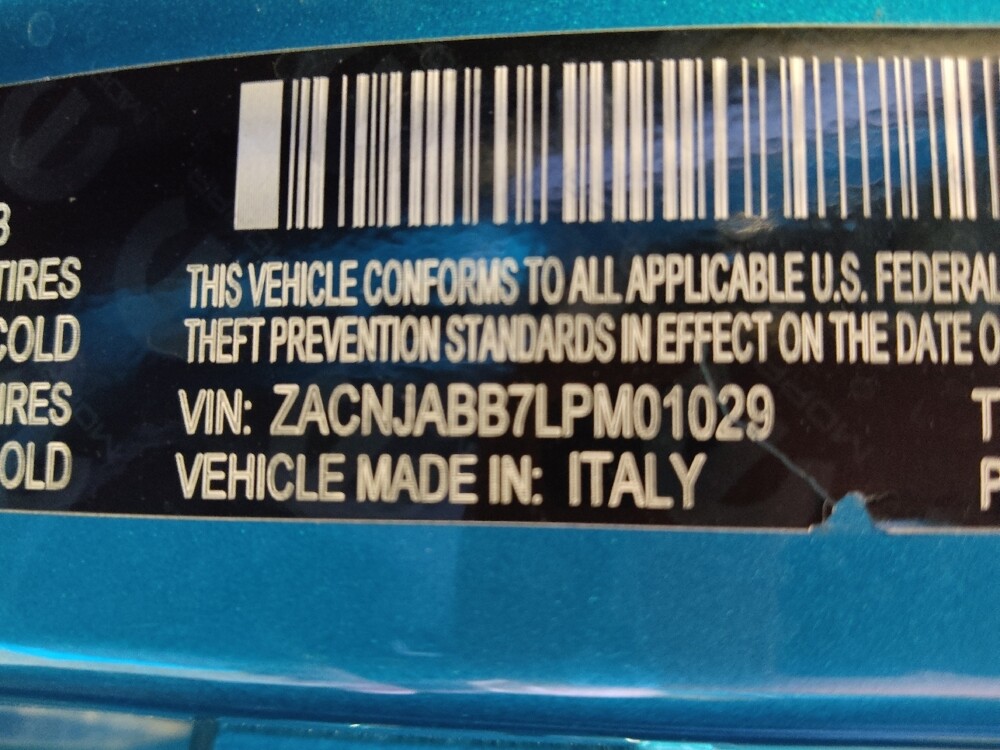 3
TIRES
COLD
IRES
OLD
THIS VEHICLE CONFORMS TO ALL APPLICABLE U.S. FEDERAL
THEFT PREVENTION STANDARDS IN EFFECT ON THE DATE O
VIN: ZACNJABB7LPM01029
VEHICLE MADE IN: ITALY
T
P